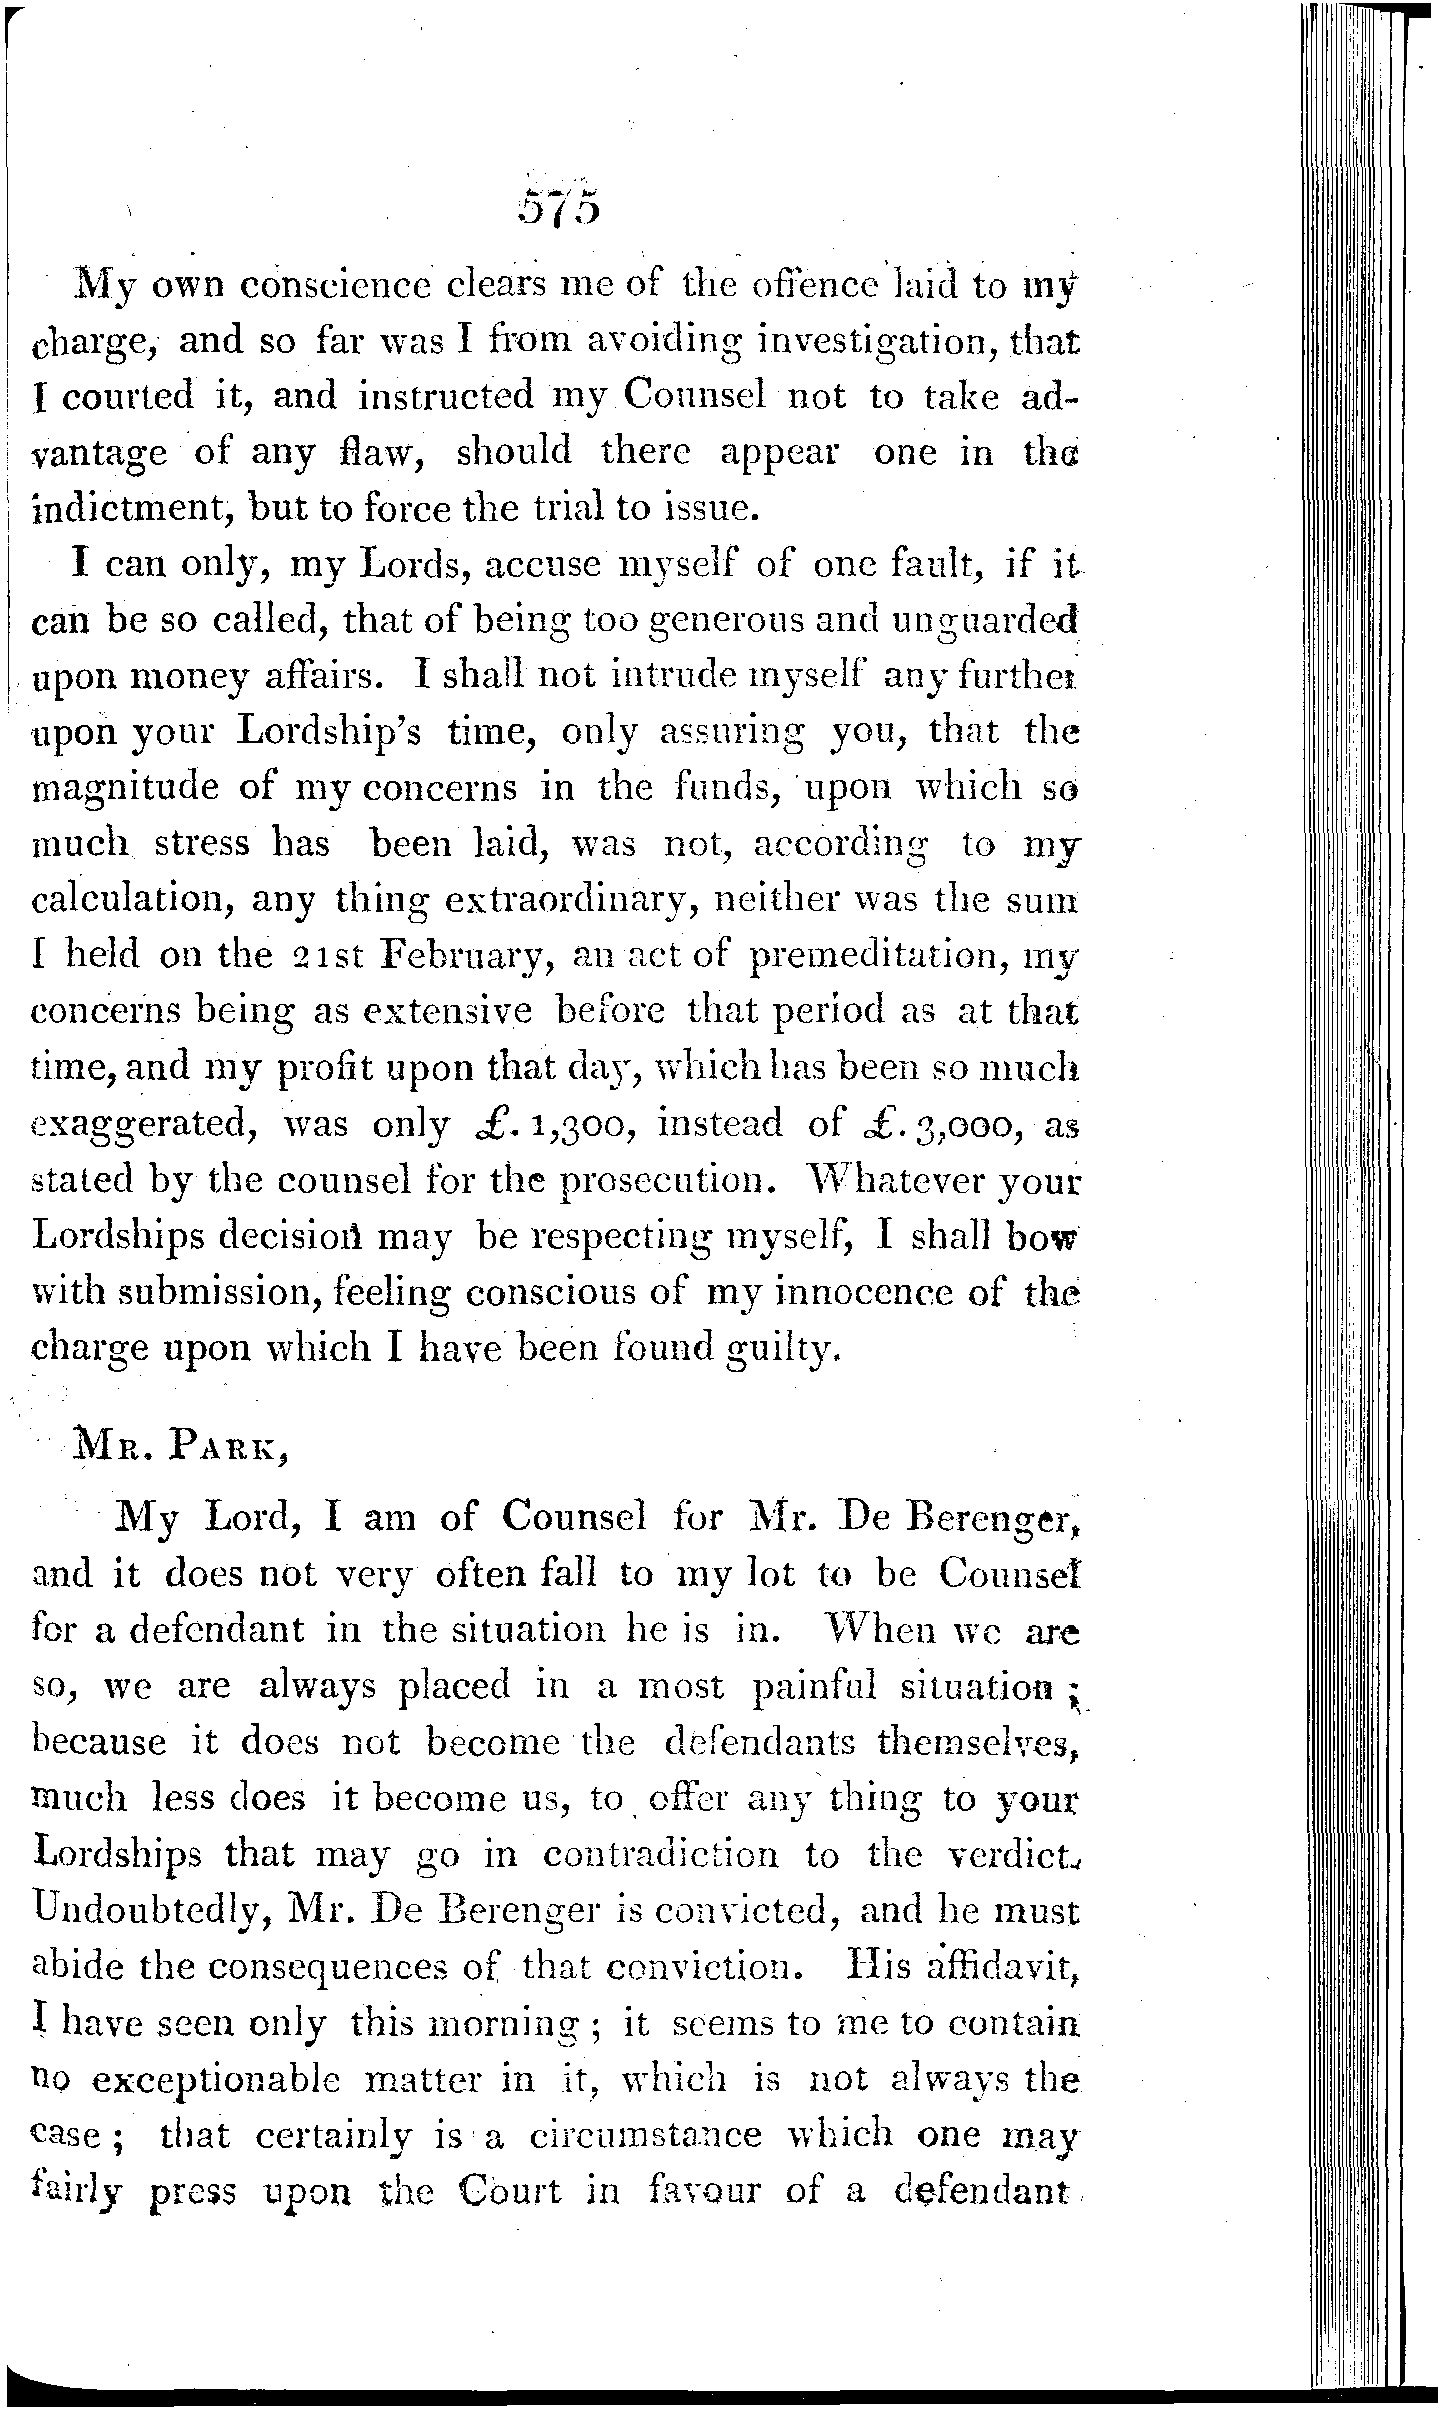 575
My own conscience clears me of the offence laid to my
charge, and so far was I from avoiding investigation, that
I courted it, and instructed my Counsel not to take ad-
vantage of any flaw, should there appear one in the
indictment, but to force the trial to issue.
I can only, my Lords, accuse myself of one fault, if it
can be so called, that of being too generous and unguarded
upon money affairs. I shall not intrude myself any further
upon your Lordship's time, only assuring you, that the
magnitude of my concerns in the funds, upon which so
much stress has been laid, was not, according to my
calculation, any thing extraordinary, neither was the sum
I held on the 21st February, an act of premeditation, my
concerns being as extensive before that period as at that
time, and my profit upon that day, which has been so much
exaggerated, was only £. 1,300, instead of £. 3,000, as
stated by the counsel for the prosecution. Whatever your
Lordships decision may be respecting myself, I shall bow
with submission, feeling conscious of my innocence of the
charge upon which I have been found guilty.
MR. PARK,
My Lord, I am of Counsel for Mr. De Berenger,
and it does not very often fall to my lot to be Counsel
for a defendant in the situation he is in. When we are
so, we are always placed in a most painful situation ;
because it does not become the defendants themselves,
much less does it become us, to offer any thing to your
Lordships that may go in contradiction to the verdict.
Undoubtedly, Mr. De Berenger is convicted, and he must
abide the consequences of that conviction. His affidavit,
I have seen only this morning ; it seems to me to contain
no exceptionable matter in it, which is not always the
case ; that certainly is a circumstance which one may
fairly press upon the Court in favour of a defendant